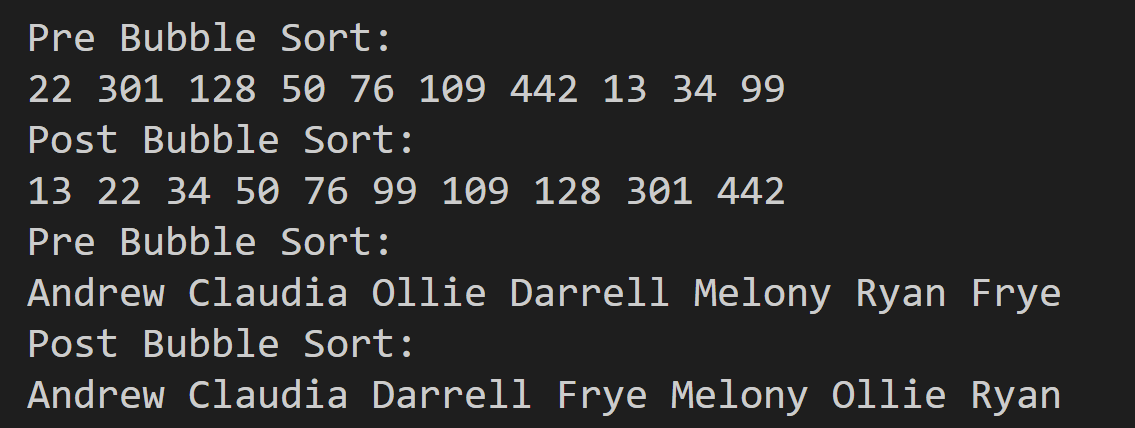 Pre Bubble Sort:
22 301 128 50 76 109 442 13 34 99
Post Bubble Sort:
13 22 34 50 76 99 109 128 301 442
Pre Bubble Sort:
Andrew Claudia Ollie Darrell Melony Ryan Frye
Post Bubble Sort:
Andrew Claudia Darrell Frye Melony Ollie Ryan